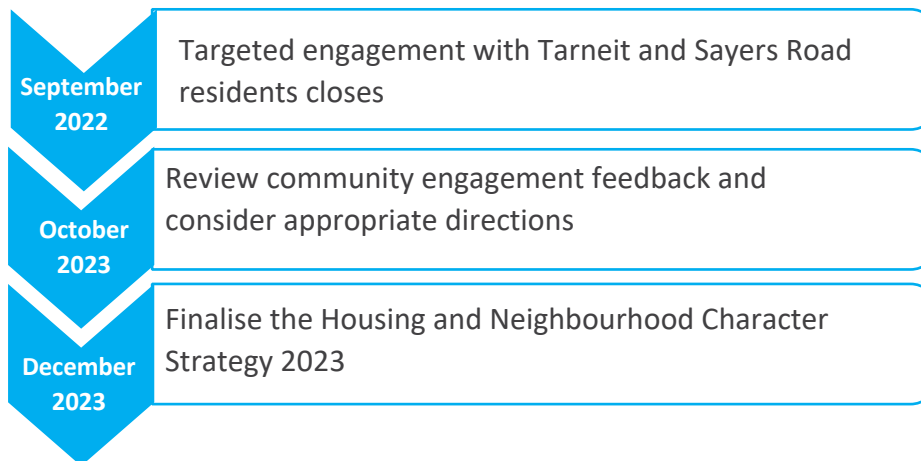 September
2022
Targeted engagement with Tarneit and Sayers Road
residents closes
October
2023
Review community engagement feedback and
consider appropriate directions
December
2023
Finalise the Housing and Neighbourhood Character
Strategy 2023